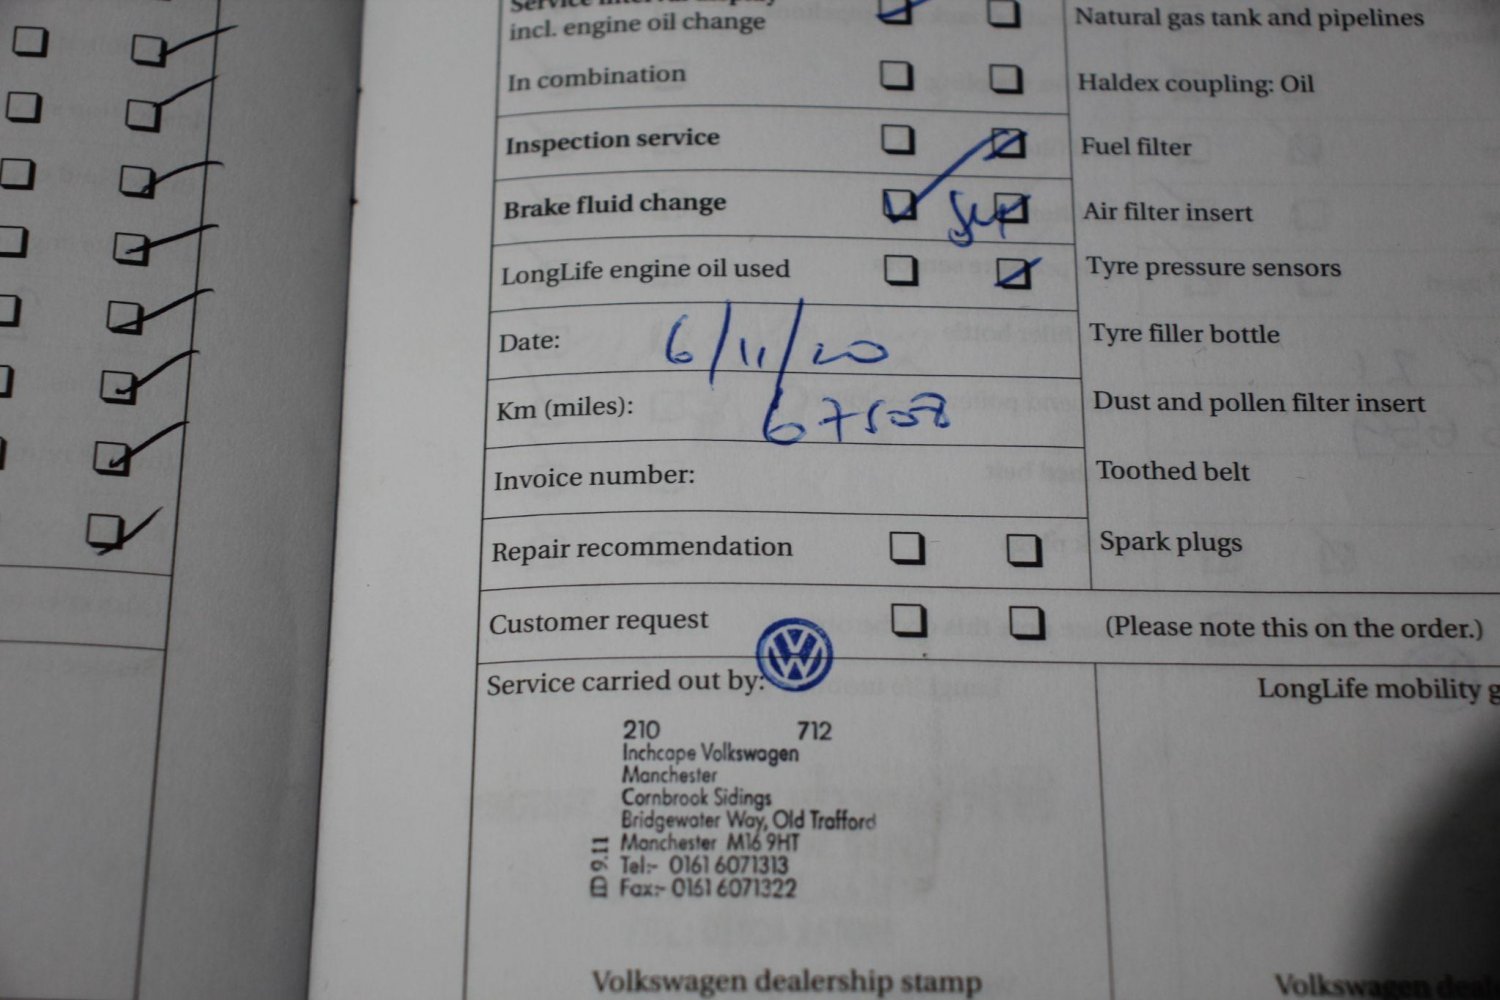 incl. engine oil change
Natural gas tank and pipelines
In combination
Haldex coupling: Oil
Inspection service
Fuel filter
Brake fluid change
Air filter insert
LongLife engine oil used
Tyre pressure sensors
Date: 6/11/20
Tyre filler bottle
Km (miles): 67508
Dust and pollen filter insert
Invoice number:
Toothed belt
Repair recommendation
Spark plugs
Customer request
(Please note this on the order.)
Service carried out by:
LongLife mobility g
210 712
Inchcape Volkswagen
Manchester
Cornbrook Sidings
Bridgewater Way, Old Trafford
Manchester M16 9HT
Tel:- 0161 6071313
Fax:- 0161 6071322
Volkswagen dealership stamp
Volkswagen deal